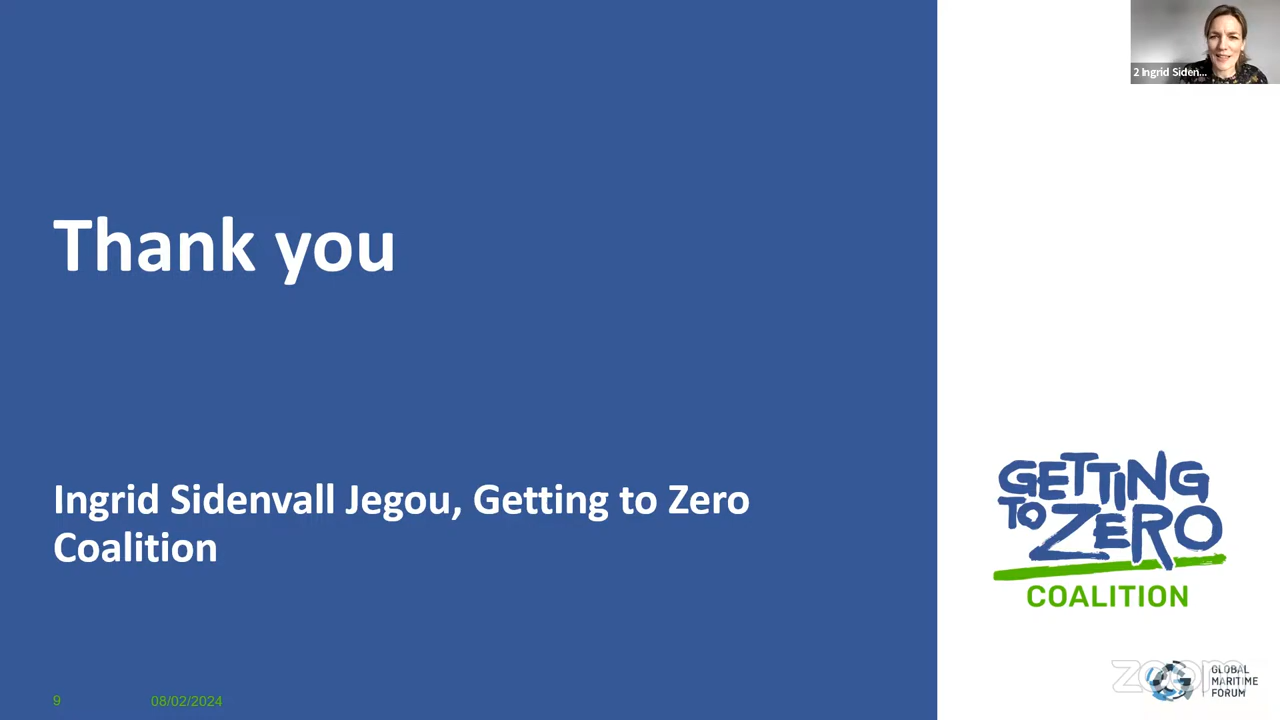 2 Ingrid Siden...
Thank you
Ingrid Sidenvall Jegou, Getting to Zero
Coalition
GETTING
TO ZERO
COALITION
zoom
GLOBAL
MARITIME
FORUM
9
08/02/2024